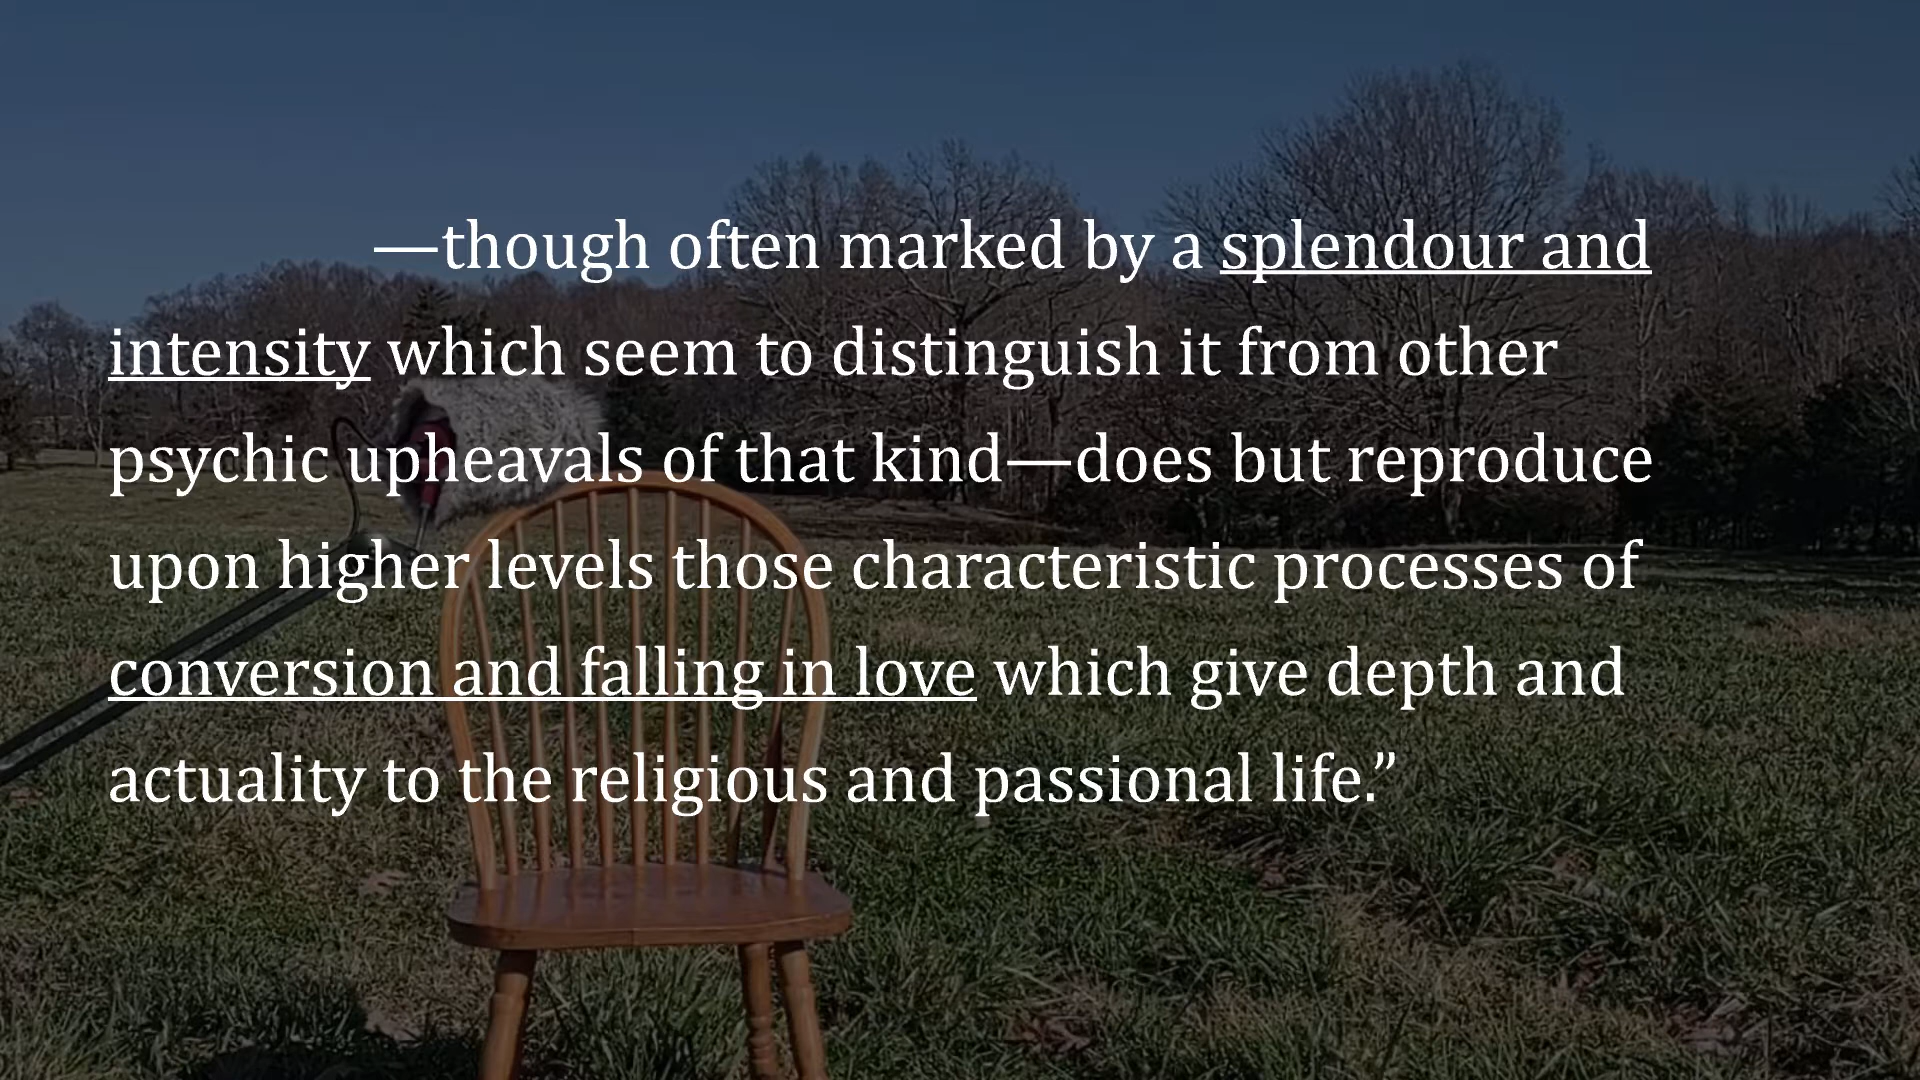 —though often marked by a splendour and
intensity which seem to distinguish it from other
psychic upheavals of that kind—does but reproduce
upon higher levels those characteristic processes of
conversion and falling in love which give depth and
actuality to the religious and passional life.”